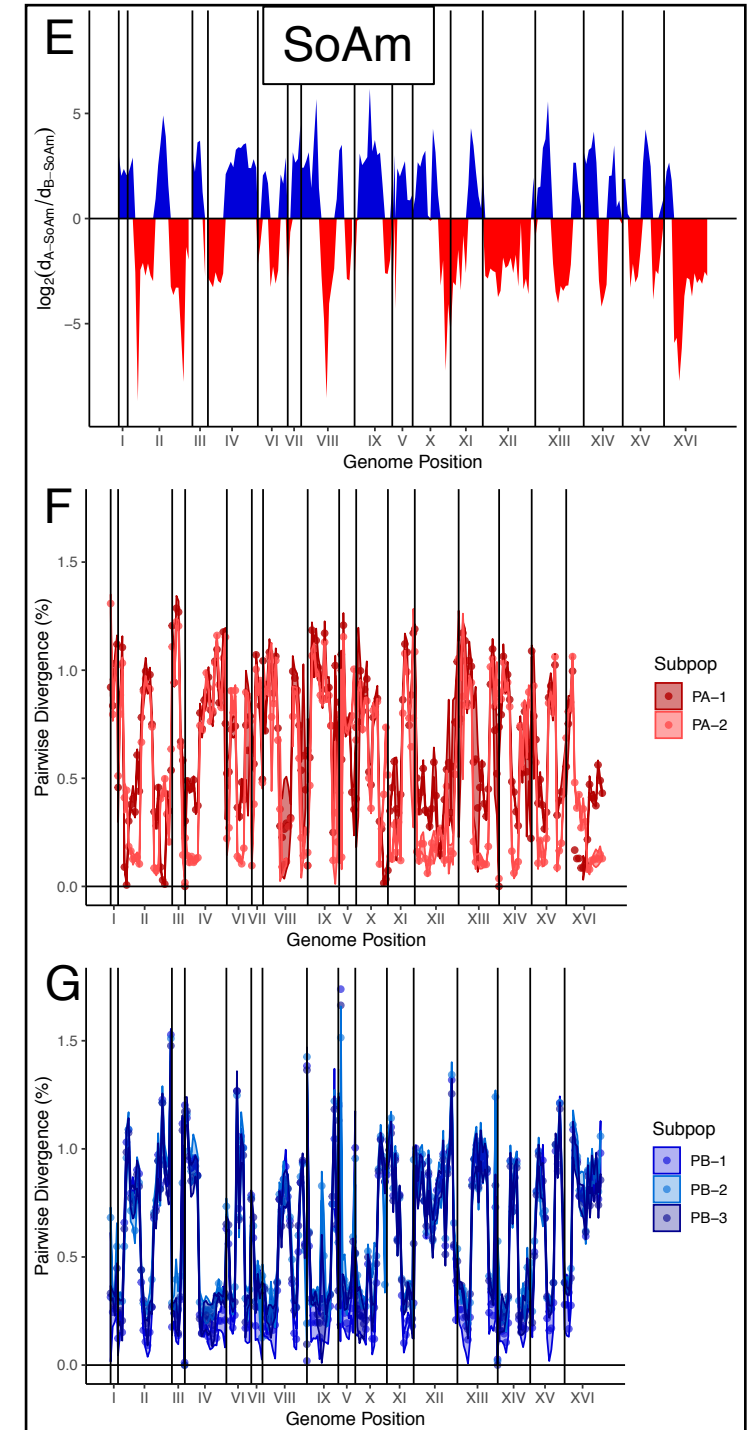 E
SoAm
log2(dA−SoAm/dB−SoAm)
5
0
−5
I II III IV VI VII VIII IX V X XI XII XIII XIV XV XVI
Genome Position
F
Pairwise Divergence (%)
1.5
1.0
0.5
0.0
I II III IV VI VII VIII IX V X XI XII XIII XIV XV XVI
Genome Position
Subpop
PA−1
PA−2
G
Pairwise Divergence (%)
1.5
1.0
0.5
0.0
I II III IV VI VII VIII IX V X XI XII XIII XIV XV XVI
Genome Position
Subpop
PB−1
PB−2
PB−3